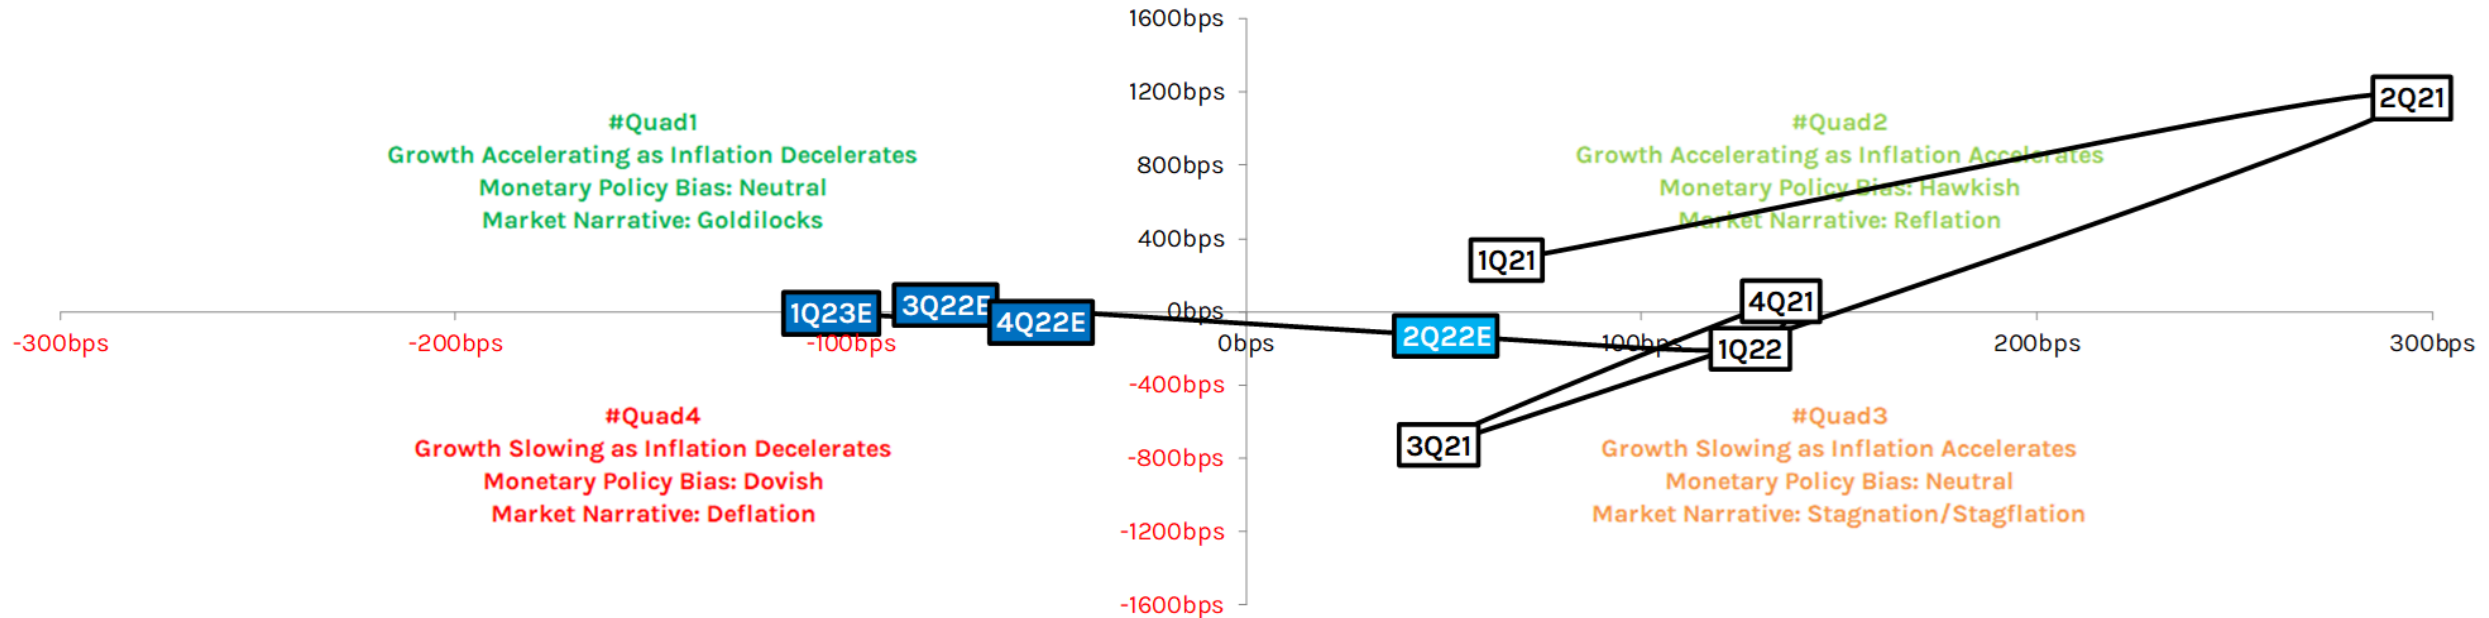 1600bps
1200bps
800bps
400bps
0bps
-400bps
-800bps
-1200bps
-1600bps
-300bps
-200bps
-100bps
0bps
100bps
200bps
300bps
#Quad1
Growth Accelerating as Inflation Decelerates
Monetary Policy Bias: Neutral
Market Narrative: Goldilocks
#Quad2
Growth Accelerating as Inflation Accelerates
Monetary Policy Bias: Hawkish
Market Narrative: Reflation
2Q21
1Q21
4Q21
1Q23E
3Q22E
4Q22E
2Q22E
1Q22
3Q21
#Quad4
Growth Slowing as Inflation Decelerates
Monetary Policy Bias: Dovish
Market Narrative: Deflation
#Quad3
Growth Slowing as Inflation Accelerates
Monetary Policy Bias: Neutral
Market Narrative: Stagnation/Stagflation